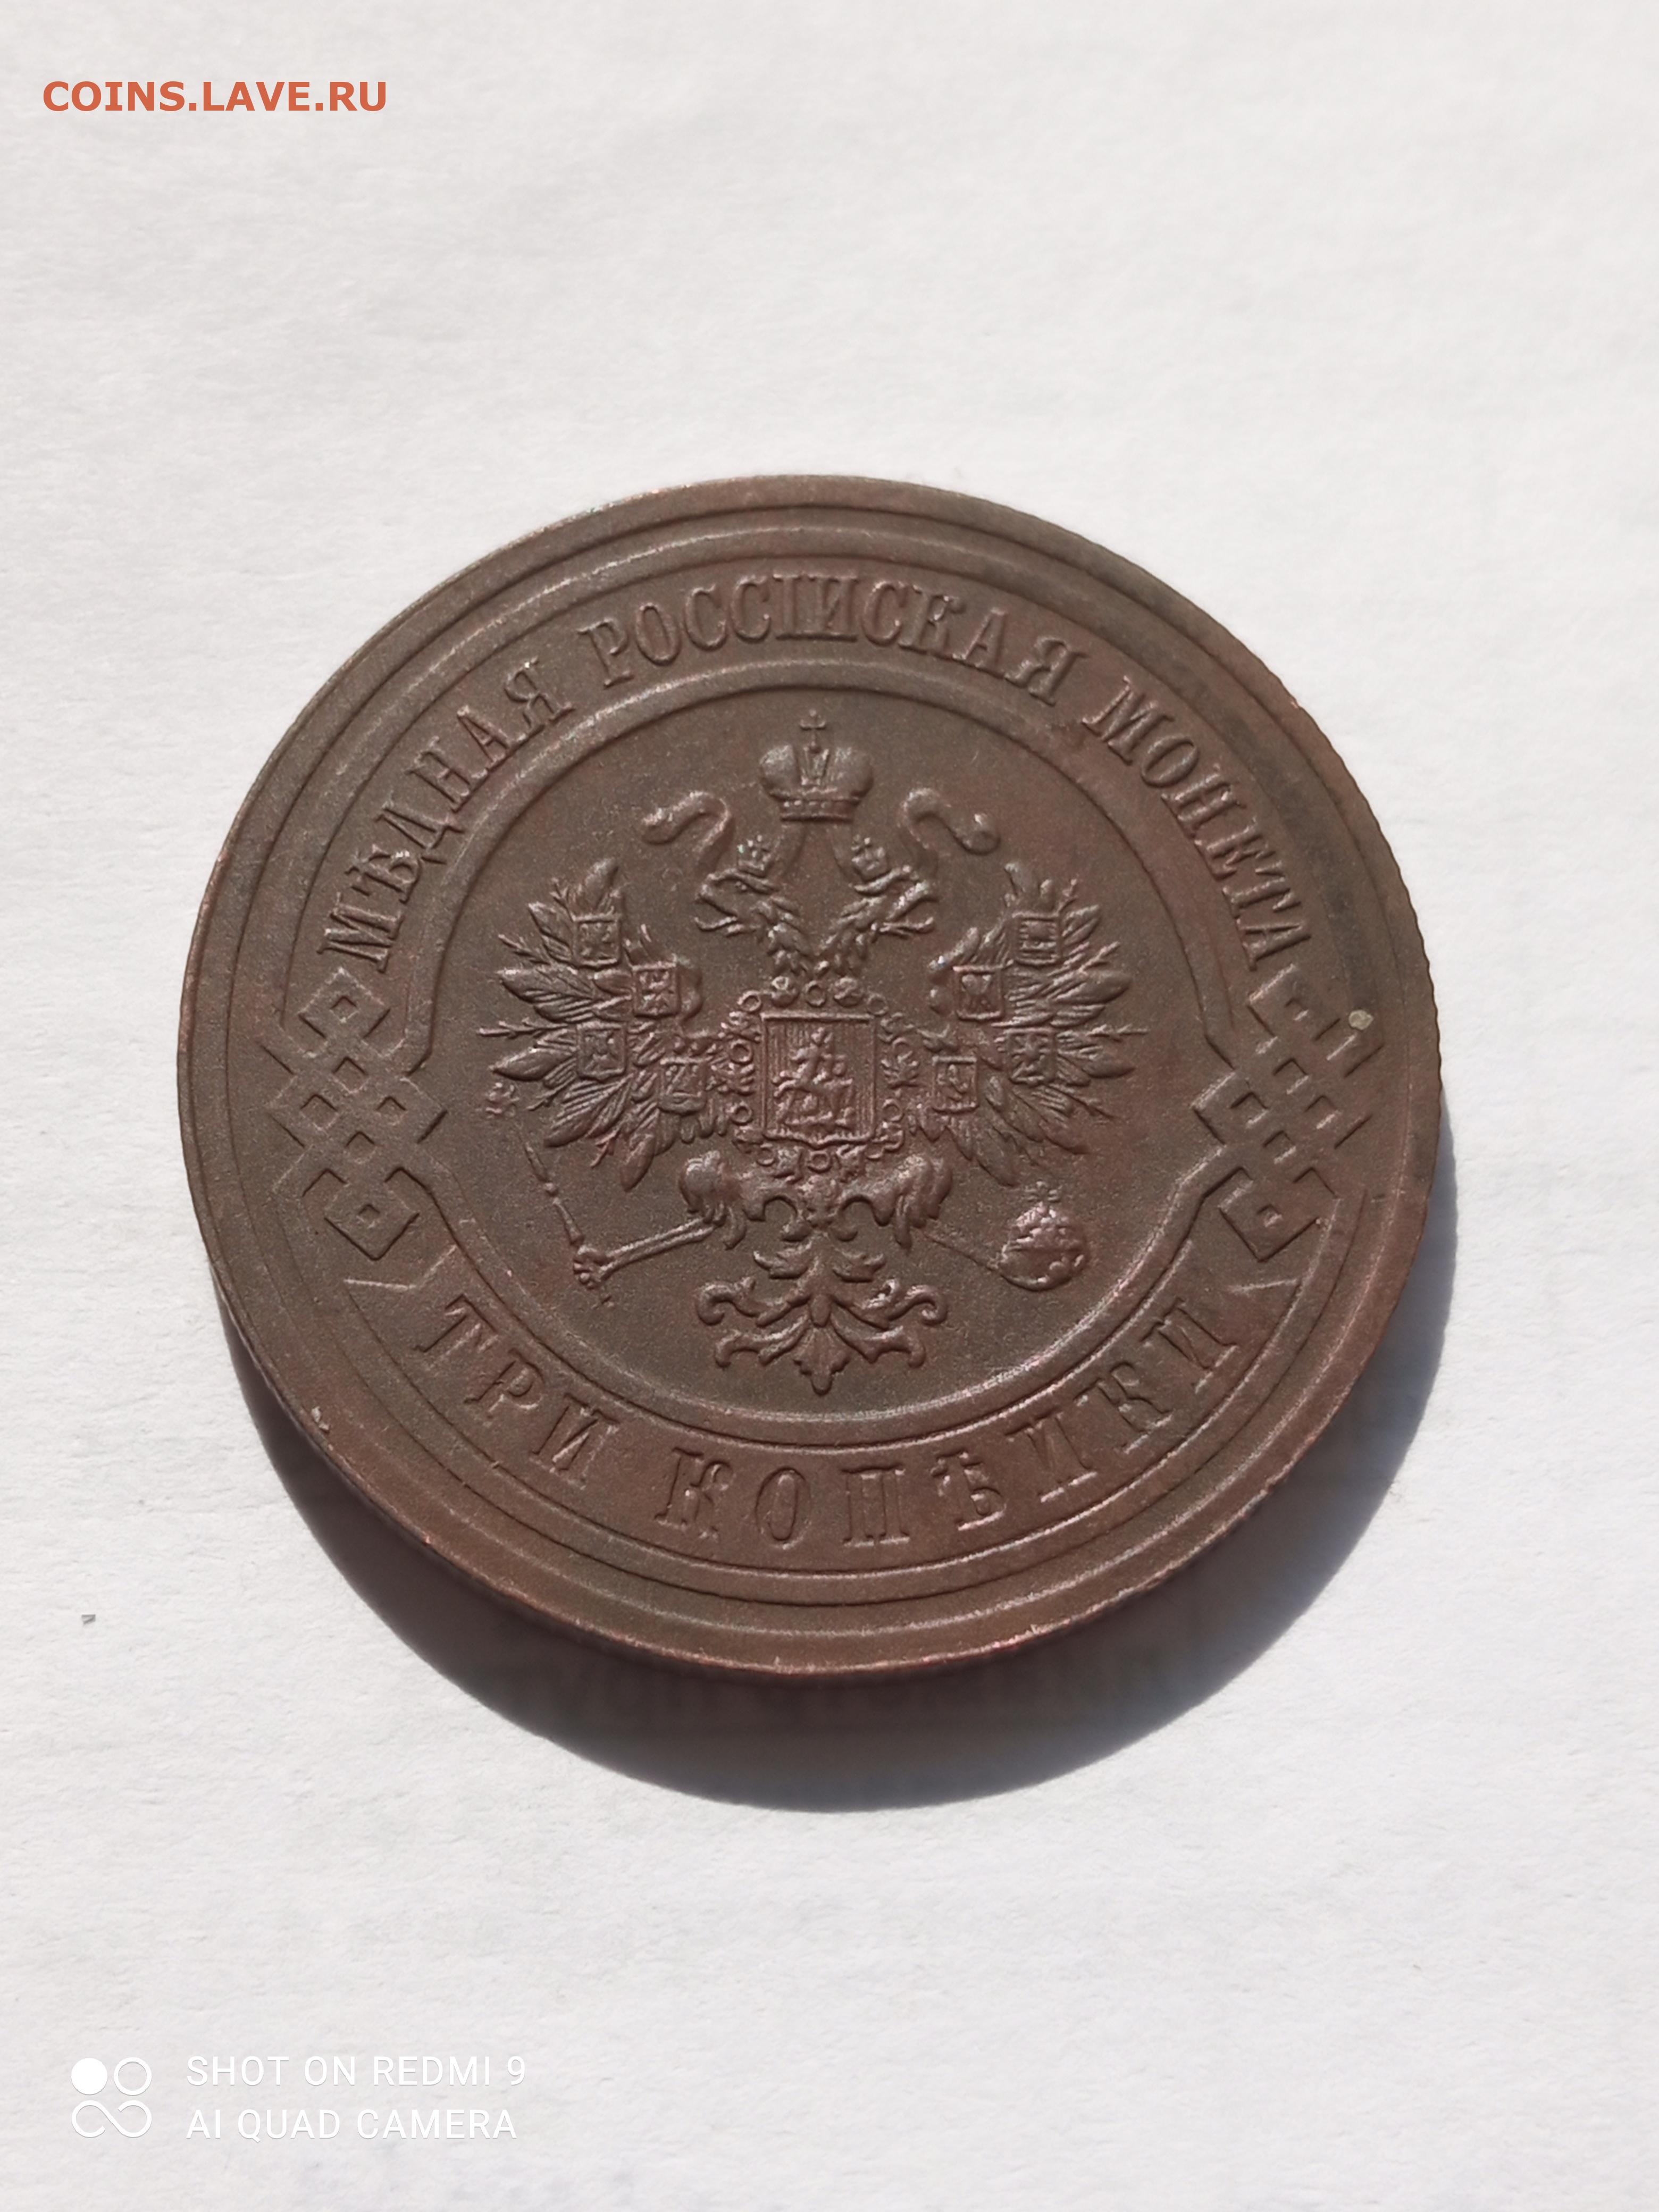 COINS.LAVE.RU
МѢДНАЯ РОССІЙСКАЯ МОНЕТА
ТРИ КОПѢЙКИ
SHOT ON REDMI 9
AI QUAD CAMERA